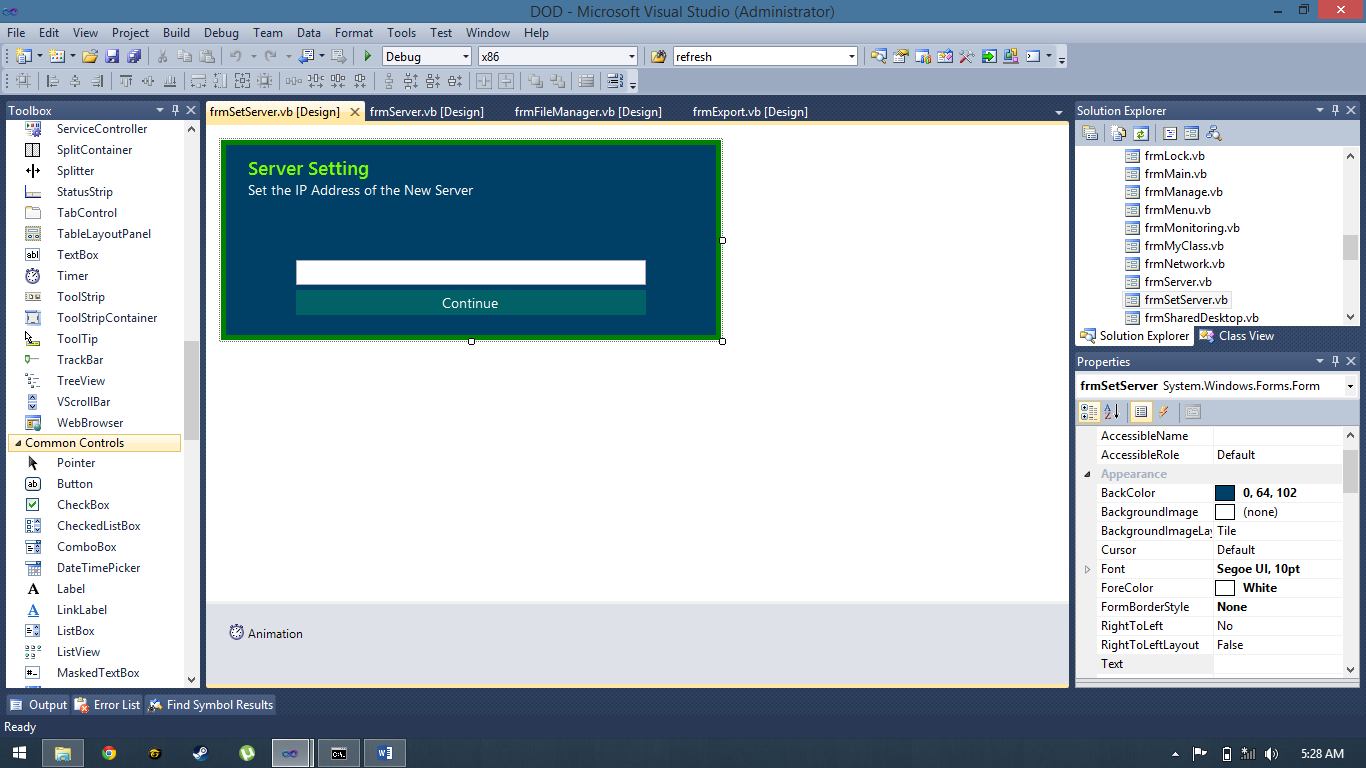 DOD - Microsoft Visual Studio (Administrator)
File Edit View Project Build Debug Team Data Format Tools Test Window Help
Debug x86 refresh
Toolbox
ServiceController
SplitContainer
Splitter
StatusStrip
TabControl
TableLayoutPanel
TextBox
Timer
ToolStrip
ToolStripContainer
ToolTip
TrackBar
TreeView
VScrollBar
WebBrowser
Common Controls
Pointer
Button
CheckBox
CheckedListBox
ComboBox
DateTimePicker
Label
LinkLabel
ListBox
ListView
MaskedTextBox
frmSetServer.vb [Design] frmServer.vb [Design] frmFileManager.vb [Design] frmExport.vb [Design]
Server Setting
Set the IP Address of the New Server
Continue
Animation
Solution Explorer
frmLock.vb
frmMain.vb
frmManage.vb
frmMenu.vb
frmMonitoring.vb
frmMyClass.vb
frmNetwork.vb
frmServer.vb
frmSetServer.vb
frmSharedDesktop.vb
Solution Explorer Class View
Properties
frmSetServer System.Windows.Forms.Form
AccessibleName
AccessibleRole Default
Appearance
BackColor 0, 64, 102
BackgroundImage (none)
BackgroundImageLay Tile
Cursor Default
Font Segoe UI, 10pt
ForeColor White
FormBorderStyle None
RightToLeft No
RightToLeftLayout False
Text
Output Error List Find Symbol Results
Ready
5:28 AM